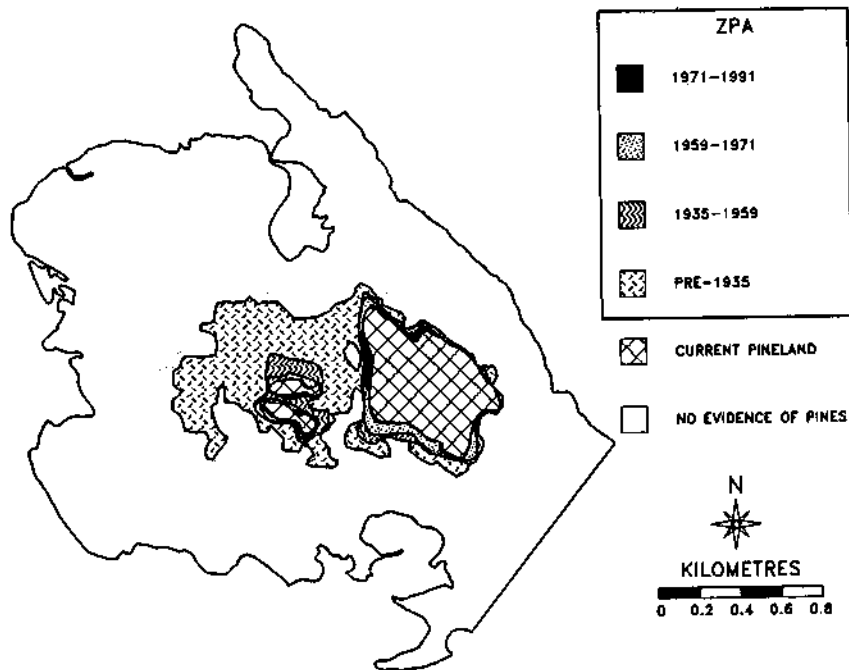 ZPA
1971-1991
1959-1971
1935-1959
PRE-1935
CURRENT PINELAND
NO EVIDENCE OF PINES
N
KILOMETRES
0 0.2 0.4 0.6 0.8